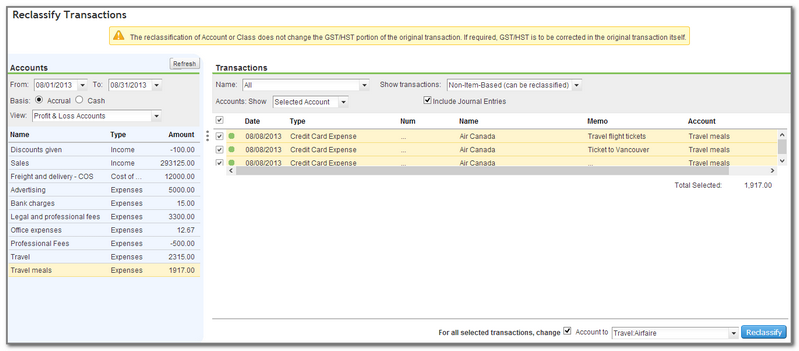 Reclassify Transactions
The reclassification of Account or Class does not change the GST/HST portion of the original transaction. If required, GST/HST is to be corrected in the original transaction itself.
Accounts
Refresh
From: 08/01/2013 To: 08/31/2013
Basis: Accrual Cash
View: Profit & Loss Accounts
Name Type Amount
Discounts given Income -100.00
Sales Income 293125.00
Freight and delivery - COS Cost of ... 12000.00
Advertising Expenses 5000.00
Bank charges Expenses 15.00
Legal and professional fees Expenses 3300.00
Office expenses Expenses 12.67
Professional Fees Expenses -500.00
Travel Expenses 2315.00
Travel meals Expenses 1917.00
Transactions
Name: All Show transactions: Non-Item-Based (can be reclassified)
Accounts: Show Selected Account Include Journal Entries
Date Type Num Name Memo Account
08/08/2013 Credit Card Expense ... Air Canada Travel flight tickets Travel meals
08/08/2013 Credit Card Expense ... Air Canada Ticket to Vancouver Travel meals
08/08/2013 Credit Card Expense ... Air Canada Travel meals
Total Selected: 1,917.00
For all selected transactions, change Account to Travel:Airfaire Reclassify